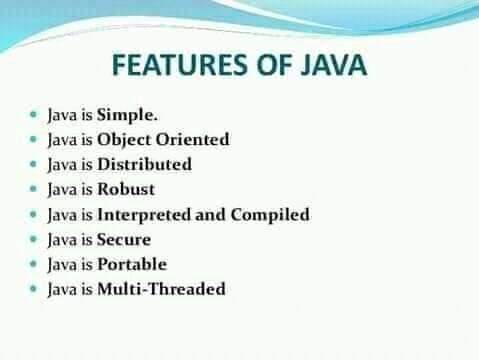 FEATURES OF JAVA
Java is Simple.
Java is Object Oriented
Java is Distributed
Java is Robust
Java is Interpreted and Compiled
Java is Secure
Java is Portable
Java is Multi-Threaded